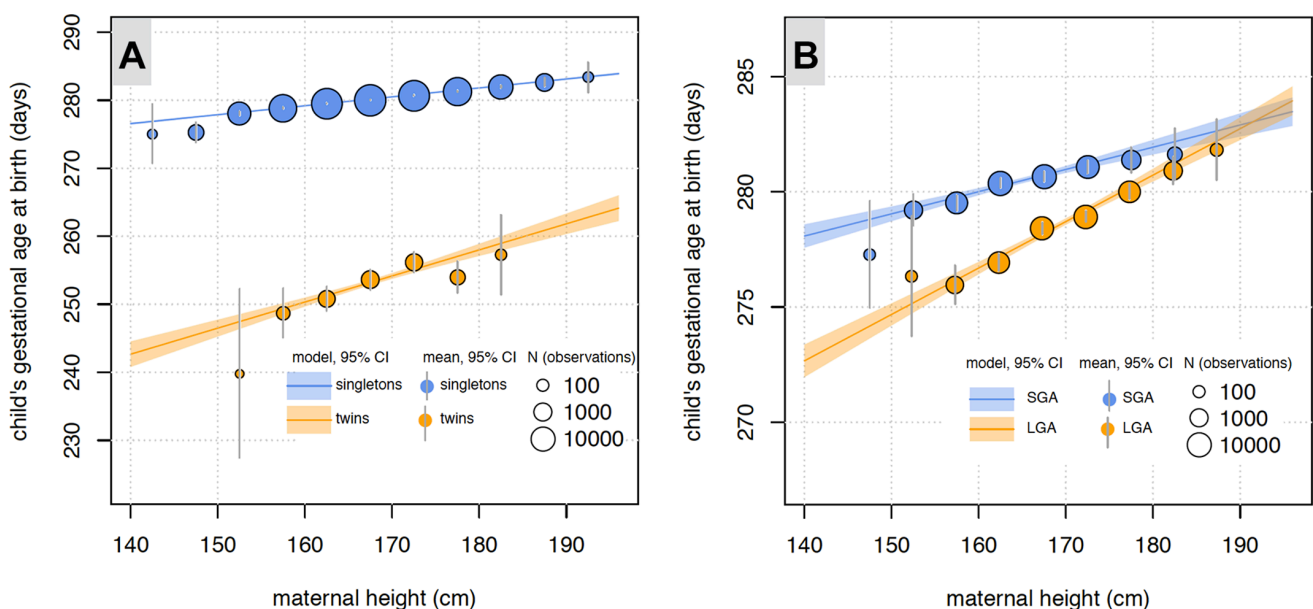 A
child's gestational age at birth (days)
290
280
270
260
250
240
230
model, 95% CI mean, 95% CI N (observations)
singletons singletons 100
twins twins 1000
10000
140 150 160 170 180 190
maternal height (cm)
B
child's gestational age at birth (days)
285
280
275
270
model, 95% CI mean, 95% CI N (observations)
SGA SGA 100
LGA LGA 1000
10000
140 150 160 170 180 190
maternal height (cm)